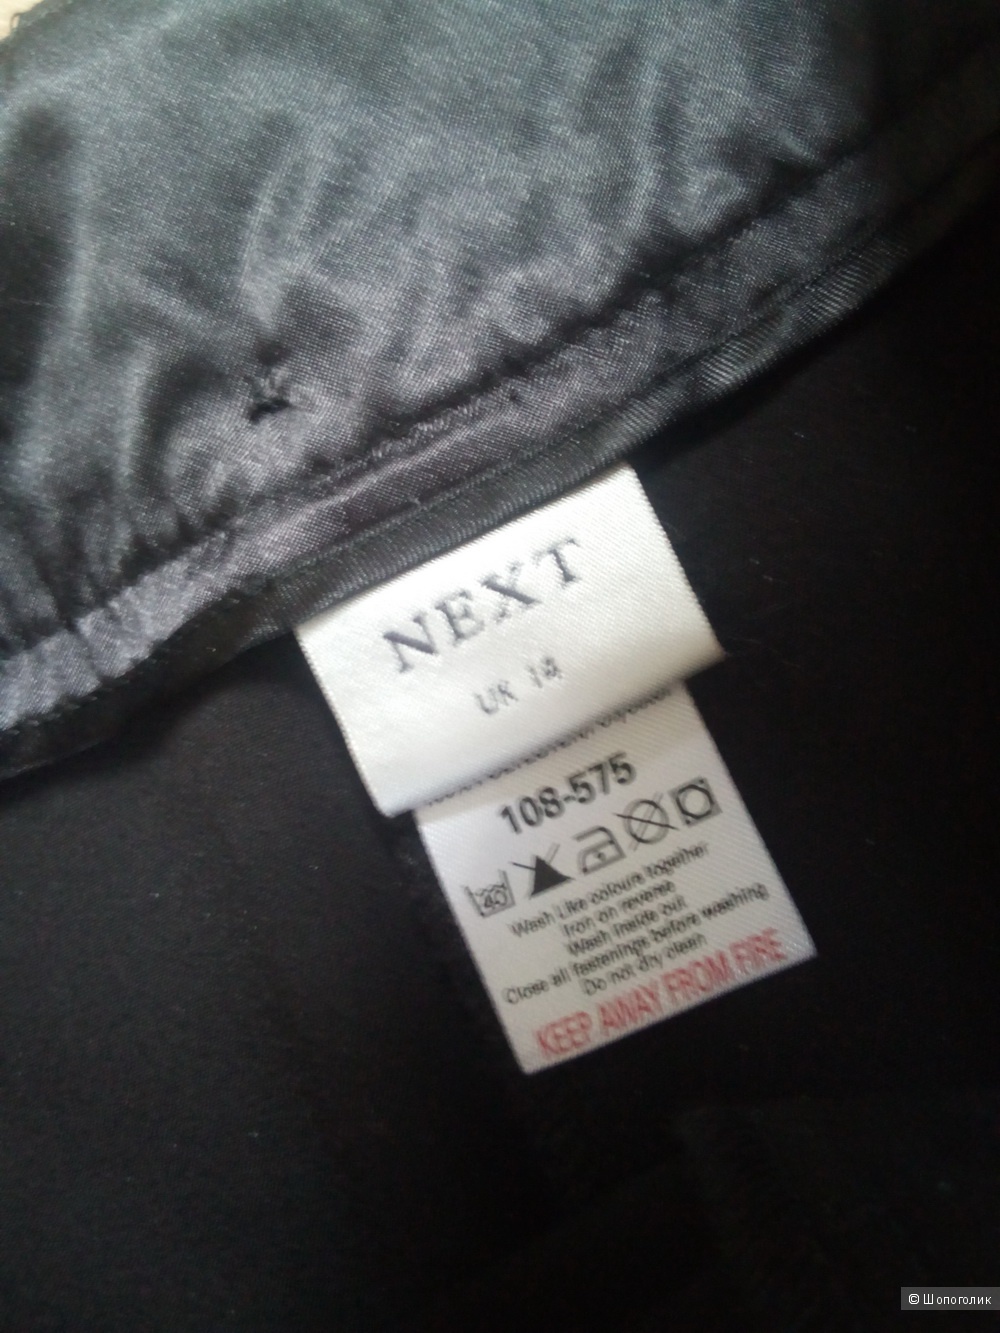 NEXT
UK 14
108-575
40
Wash Like colours together
Iron on reverse
Wash inside out
Close all fastenings before washing
Do not dry clean
KEEP AWAY FROM FIRE
© Шопоголик